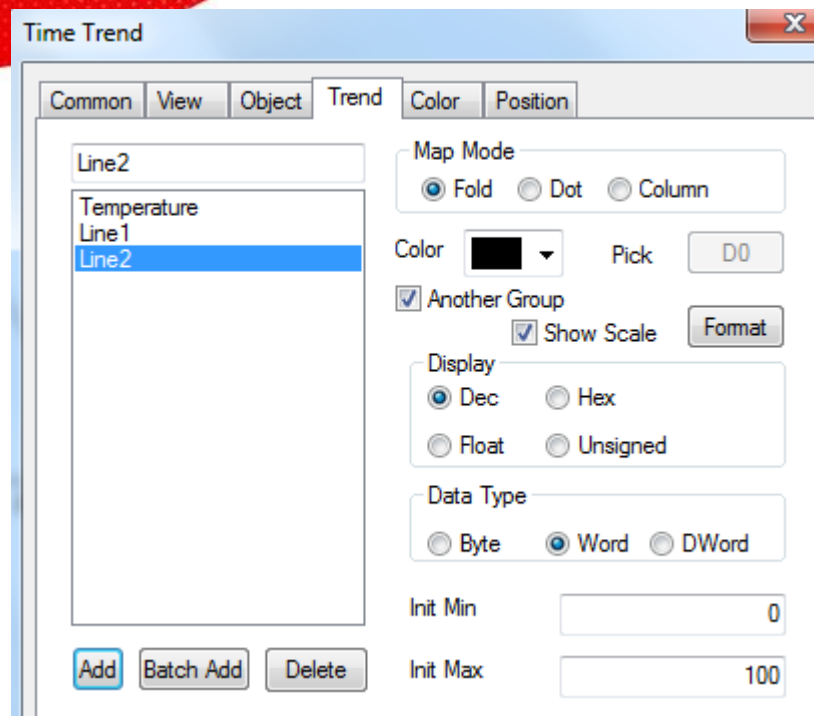 Time Trend
Common View Object Trend Color Position
Line2
Temperature
Line1
Line2
Add Batch Add Delete
Map Mode
Fold Dot Column
Color Pick D0
Another Group
Show Scale Format
Display
Dec Hex
Float Unsigned
Data Type
Byte Word DWord
Init Min 0
Init Max 100